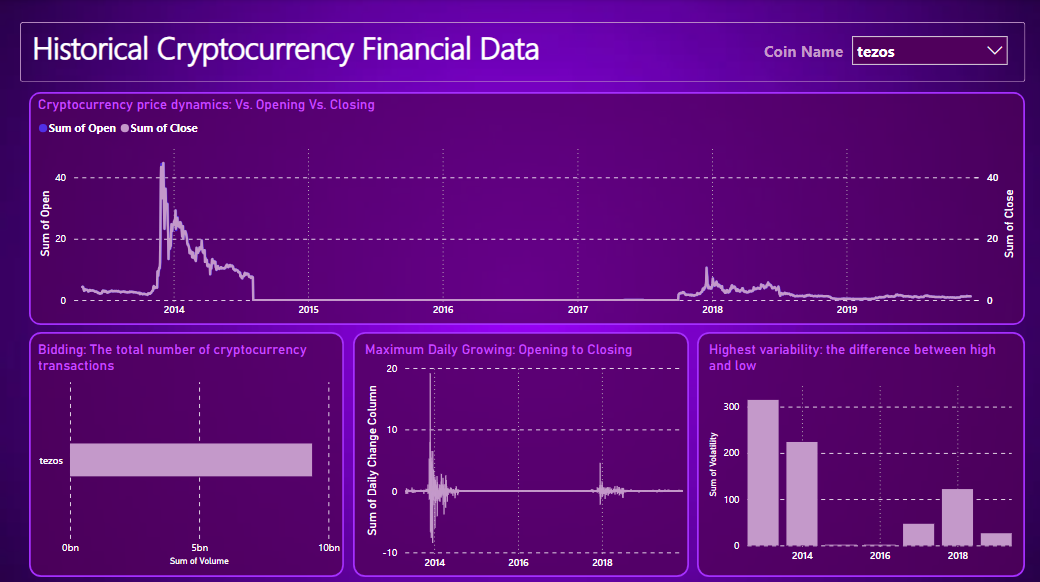 Historical Cryptocurrency Financial Data
Coin Name
tezos
Cryptocurrency price dynamics: Vs. Opening Vs. Closing
Sum of Open Sum of Close
Sum of Open
40
20
0
40
20
0
Sum of Close
2014 2015 2016 2017 2018 2019
Bidding: The total number of cryptocurrency
transactions
tezos
0bn 5bn 10bn
Sum of Volume
Maximum Daily Growing: Opening to Closing
Sum of Daily Change Column
20
10
0
-10
2014 2016 2018
Highest variability: the difference between high
and low
Sum of Volatility
300
200
100
0
2014 2016 2018